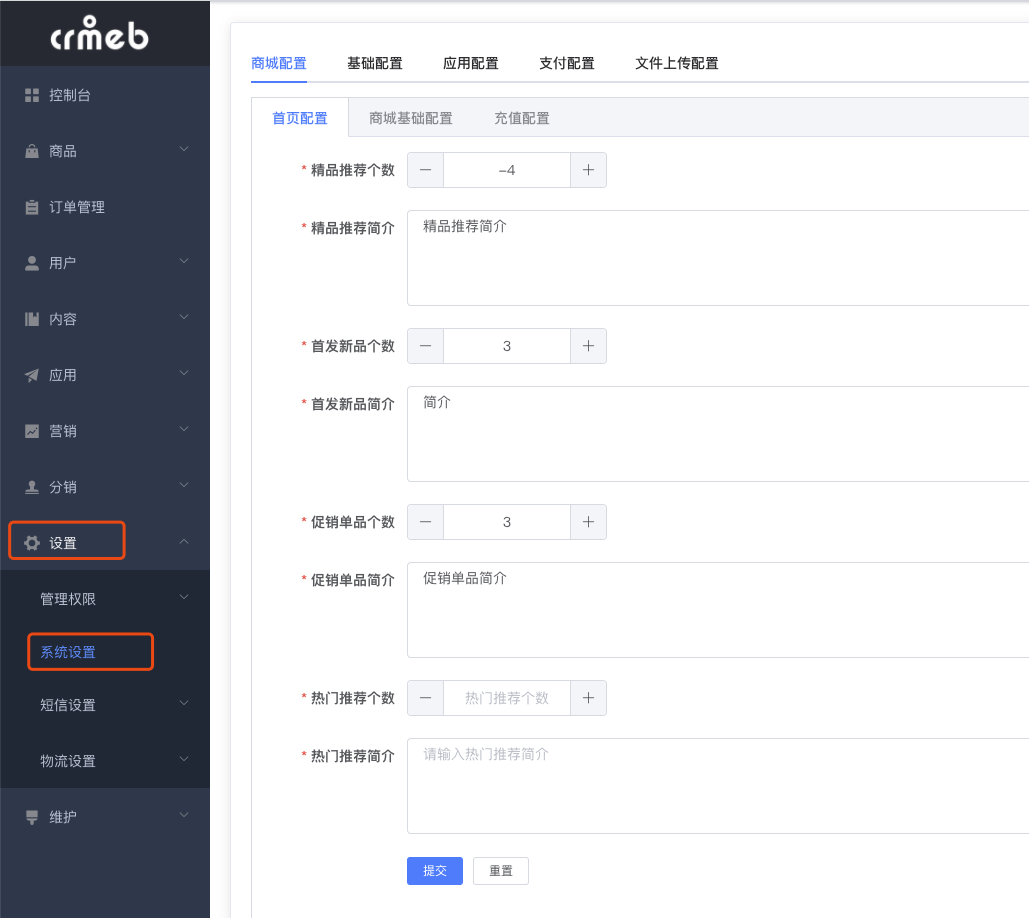 crmeb
控制台
商品
订单管理
用户
内容
应用
营销
分销
设置
管理权限
系统设置
短信设置
物流设置
维护
商城配置 基础配置 应用配置 支付配置 文件上传配置
首页配置 商城基础配置 充值配置
* 精品推荐个数 — -4 +
* 精品推荐简介 精品推荐简介
* 首发新品个数 — 3 +
* 首发新品简介 简介
* 促销单品个数 — 3 +
* 促销单品简介 促销单品简介
* 热门推荐个数 — 热门推荐个数 +
* 热门推荐简介 请输入热门推荐简介
提交 重置